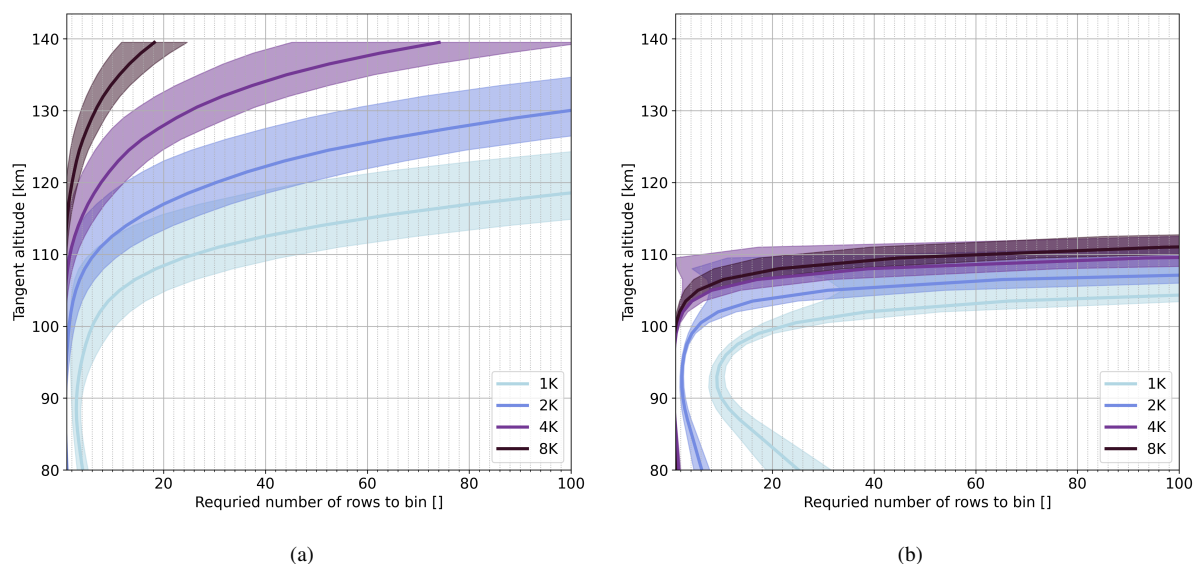 140
130
120
110
100
90
80
Tangent altitude [km]
20
40
60
80
100
Requried number of rows to bin []
1K
2K
4K
8K
(a)
140
130
120
110
100
90
80
Tangent altitude [km]
20
40
60
80
100
Requried number of rows to bin []
1K
2K
4K
8K
(b)